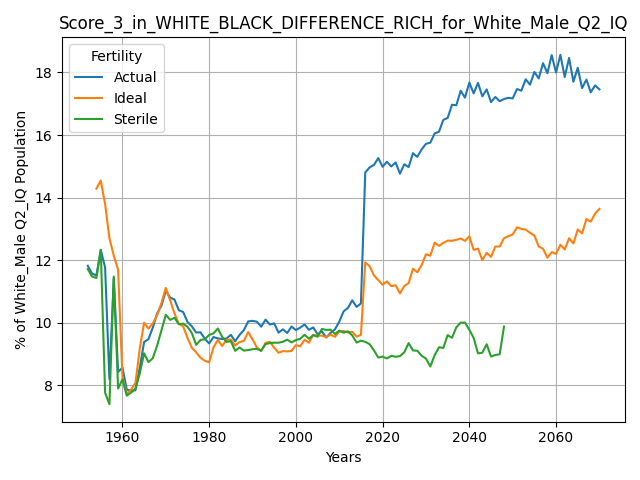 Score_3_in_WHITE_BLACK_DIFFERENCE_RICH_for_White_Male_Q2_IQ
Fertility
Actual
Ideal
Sterile
% of White_Male Q2_IQ Population
18
16
14
12
10
8
1960
1980
2000
2020
2040
2060
Years